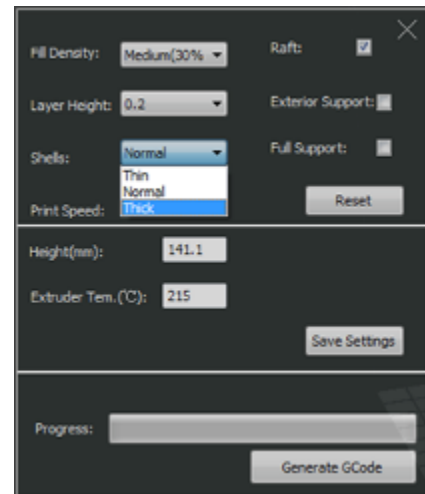 Fill Density: Medium(30% Raft:
Layer Height: 0.2 Exterior Support:
Shells: Normal Full Support:
Thin
Normal
Thick
Print Speed: Reset
Height(mm): 141.1
Extruder Tem.(℃): 215
Save Settings
Progress:
Generate GCode